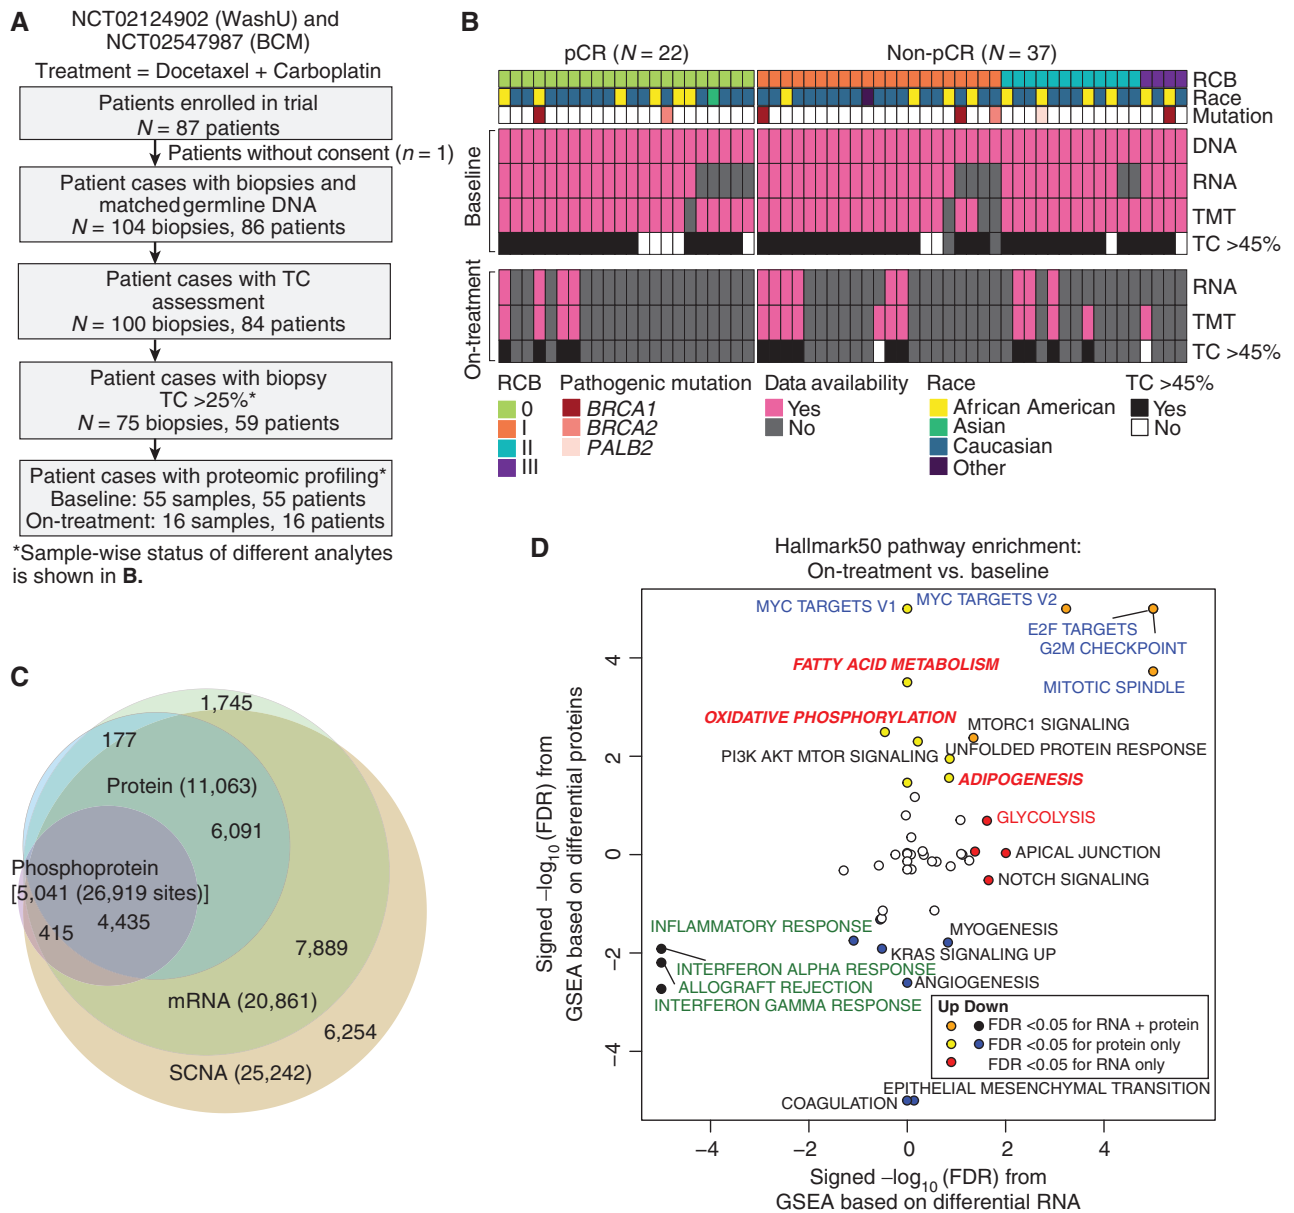 A
NCT02124902 (WashU) and
NCT02547987 (BCM)
Treatment = Docetaxel + Carboplatin
Patients enrolled in trial
N = 87 patients
Patients without consent (n = 1)
Patient cases with biopsies and
matched germline DNA
N = 104 biopsies, 86 patients
Patient cases with TC
assessment
N = 100 biopsies, 84 patients
Patient cases with biopsy
TC >25%*
N = 75 biopsies, 59 patients
Patient cases with proteomic profiling*
Baseline: 55 samples, 55 patients
On-treatment: 16 samples, 16 patients
*Sample-wise status of different analytes
is shown in B.
B
pCR (N = 22)
Non-pCR (N = 37)
RCB
Race
Mutation
Baseline
DNA
RNA
TMT
TC >45%
On-treatment
RNA
TMT
TC >45%
RCB
0
I
II
III
Pathogenic mutation
BRCA1
BRCA2
PALB2
Data availability
Yes
No
Race
African American
Asian
Caucasian
Other
TC >45%
Yes
No
C
1,745
177
Protein (11,063)
6,091
Phosphoprotein
[5,041 (26,919 sites)]
415
4,435
7,889
mRNA (20,861)
6,254
SCNA (25,242)
D
Hallmark50 pathway enrichment:
On-treatment vs. baseline
Signed –log10 (FDR) from
GSEA based on differential proteins
4
2
0
−2
−4
MYC TARGETS V1
MYC TARGETS V2
E2F TARGETS
G2M CHECKPOINT
FATTY ACID METABOLISM
MITOTIC SPINDLE
OXIDATIVE PHOSPHORYLATION
MTORC1 SIGNALING
PI3K AKT MTOR SIGNALING
UNFOLDED PROTEIN RESPONSE
ADIPOGENESIS
GLYCOLYSIS
APICAL JUNCTION
NOTCH SIGNALING
INFLAMMATORY RESPONSE
MYOGENESIS
KRAS SIGNALING UP
INTERFERON ALPHA RESPONSE
ALLOGRAFT REJECTION
ANGIOGENESIS
INTERFERON GAMMA RESPONSE
Up Down
FDR <0.05 for RNA + protein
FDR <0.05 for protein only
FDR <0.05 for RNA only
EPITHELIAL MESENCHYMAL TRANSITION
COAGULATION
−4
−2
0
2
4
Signed –log10 (FDR) from
GSEA based on differential RNA